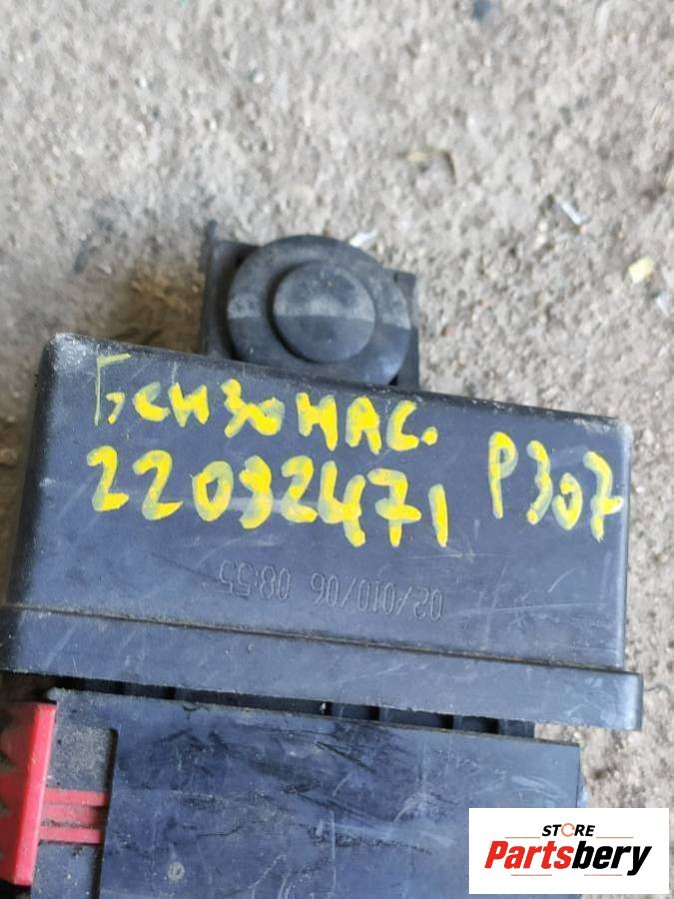 Бензонас.
22032471 P307
02/010/06 08:55
STORE
Partsbery